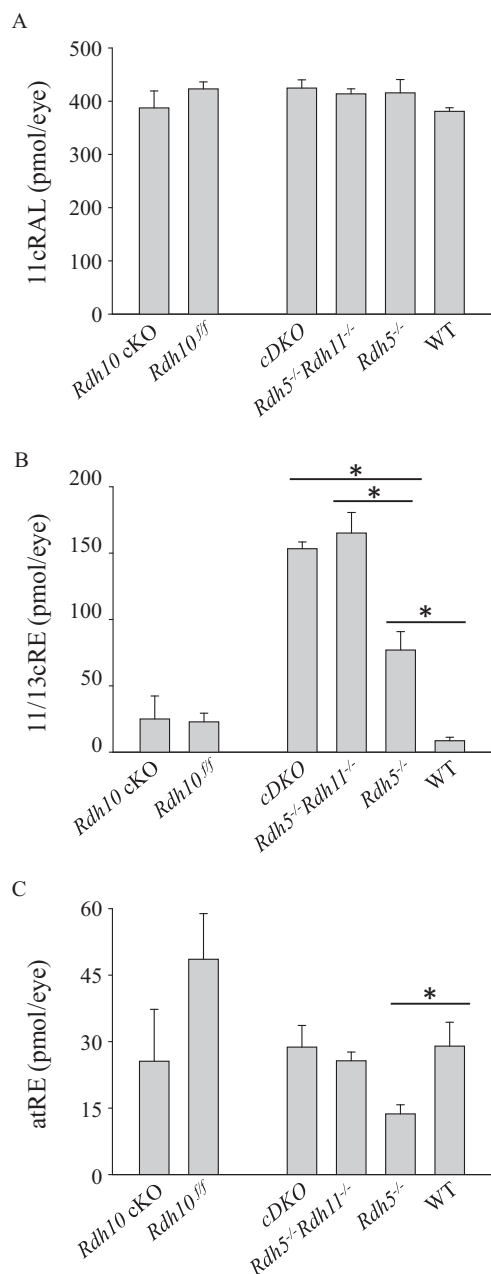 A
11cRAL (pmol/eye)
500
400
300
200
100
0
Rdh10 cKO
Rdh10f/f
cDKO
Rdh5-/-Rdh11-/-
Rdh5-/-
WT
B
11/13cRE (pmol/eye)
200
150
100
50
0
*
*
*
Rdh10 cKO
Rdh10f/f
cDKO
Rdh5-/-Rdh11-/-
Rdh5-/-
WT
C
atRE (pmol/eye)
60
45
30
15
0
*
Rdh10 cKO
Rdh10f/f
cDKO
Rdh5-/-Rdh11-/-
Rdh5-/-
WT